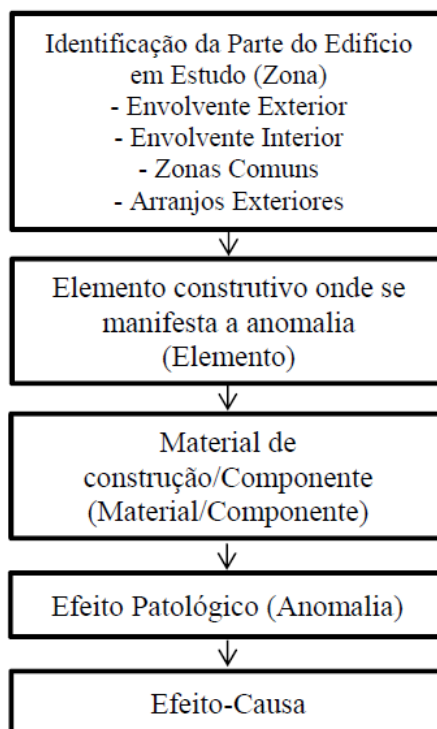 Identificação da Parte do Edificio
em Estudo (Zona)
- Envolvente Exterior
- Envolvente Interior
- Zonas Comuns
- Arranjos Exteriores
Elemento construtivo onde se
manifesta a anomalia
(Elemento)
Material de
construção/Componente
(Material/Componente)
Efeito Patológico (Anomalia)
Efeito-Causa